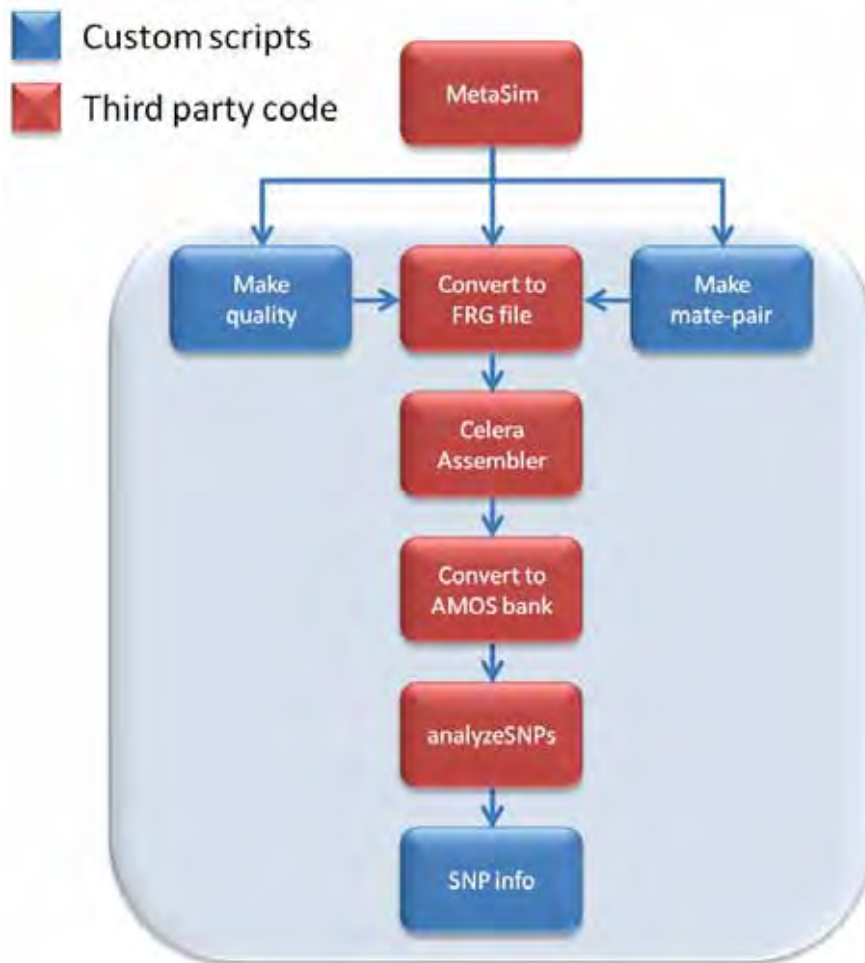 Custom scripts
Third party code
MetaSim
Make
quality
Convert to
FRG file
Make
mate-pair
Celera
Assembler
Convert to
AMOS bank
analyzeSNPs
SNP info